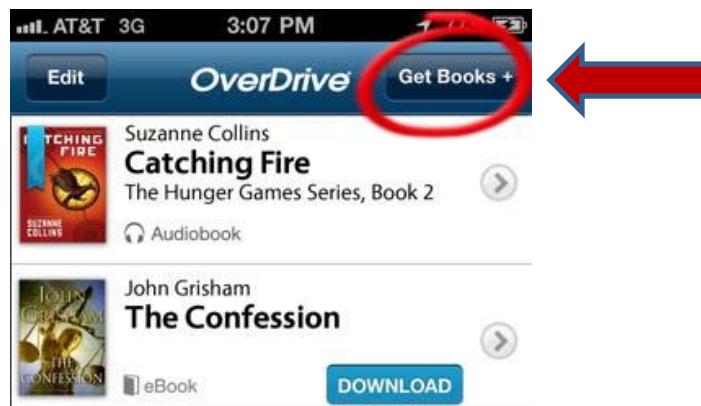 AT&T 3G 3:07 PM
Edit OverDrive Get Books +
CATCHING
FIRE
SUZANNE
COLLINS
Suzanne Collins
Catching Fire
The Hunger Games Series, Book 2
Audiobook
JOHN
GRISHAM
THE
CONFESSION
John Grisham
The Confession
eBook DOWNLOAD